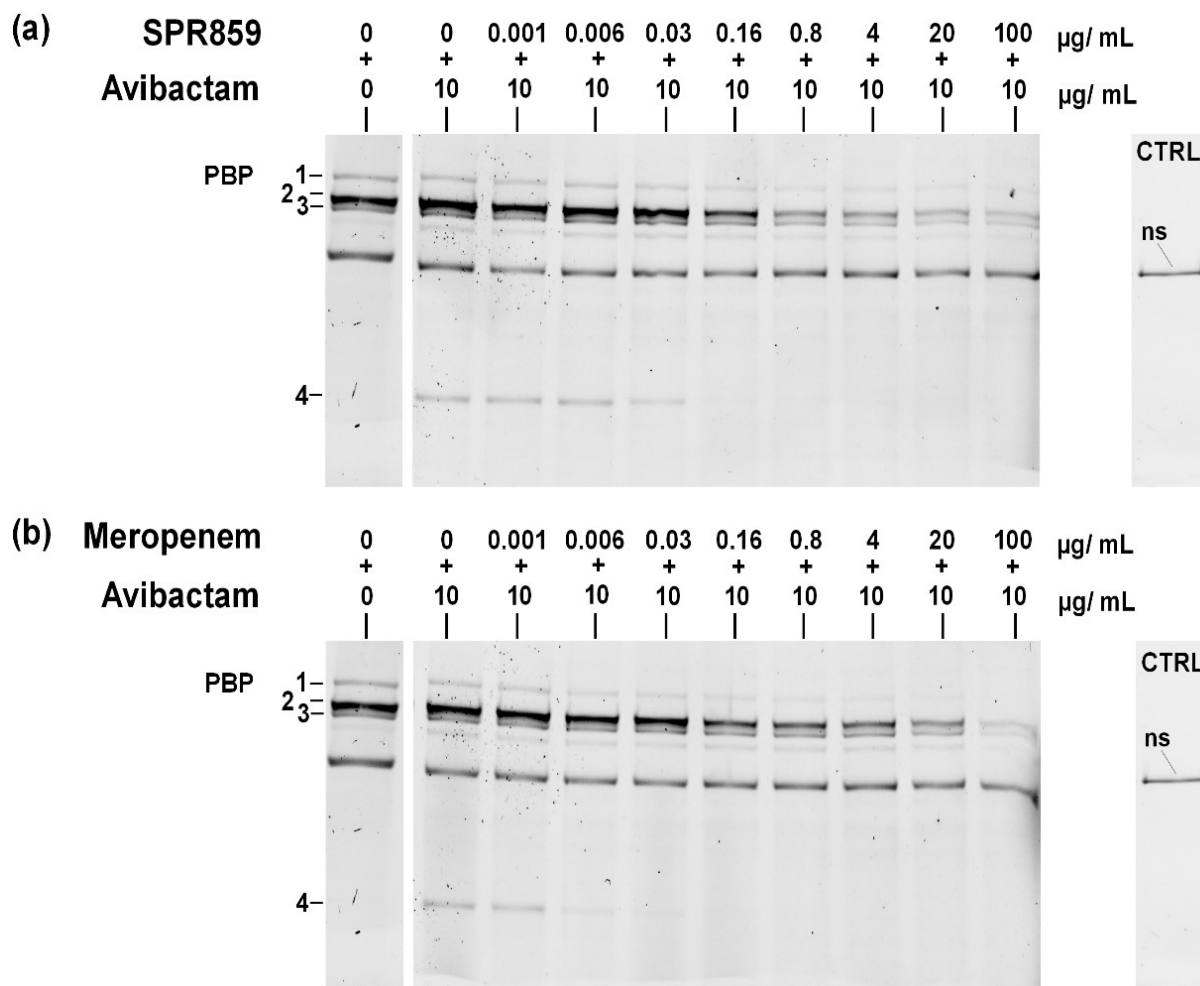 (a) SPR859 0 0 0.001 0.006 0.03 0.16 0.8 4 20 100 µg/ mL
+ + + + + + + + + +
Avibactam 0 10 10 10 10 10 10 10 10 10 µg/ mL
CTRL
PBP 1
2
3
ns
4
(b) Meropenem 0 0 0.001 0.006 0.03 0.16 0.8 4 20 100 µg/ mL
+ + + + + + + + + +
Avibactam 0 10 10 10 10 10 10 10 10 10 µg/ mL
CTRL
PBP 1
2
3
ns
4